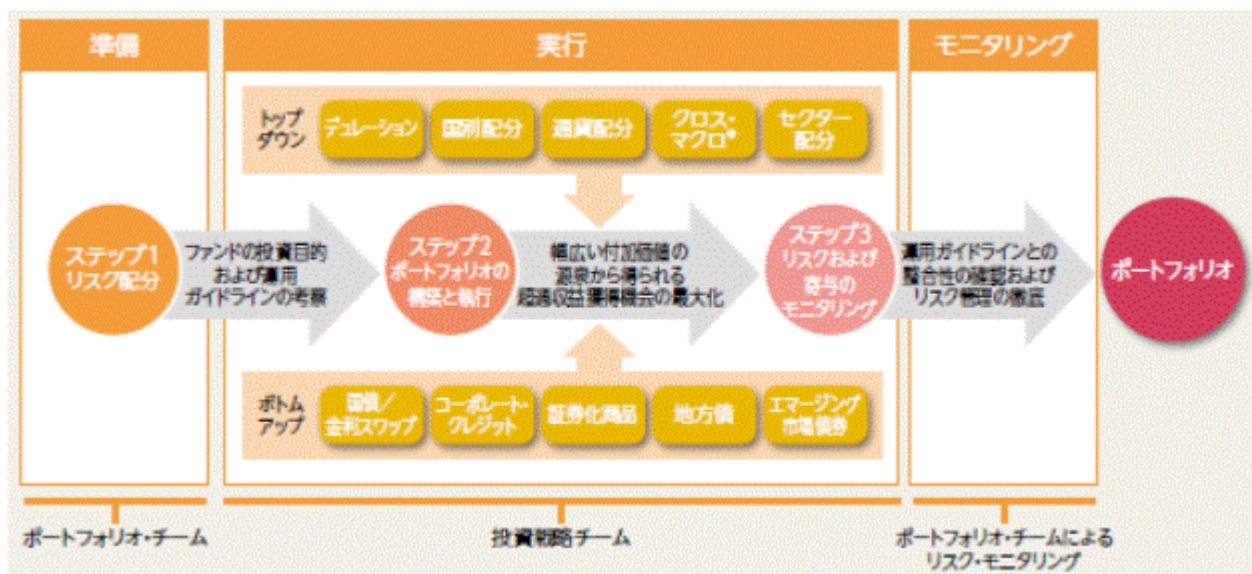 準備
実行
モニタリング
トップ
ダウン
デュレーション
国別配分
通貨配分
クロス・
マクロ*
セクター
配分
ステップ1
リスク配分
ファンドの投資目的
および運用
ガイドラインの考察
ステップ2
ポートフォリオの
構築と執行
幅広い付加価値の
源泉から得られる
超過収益獲得機会の最大化
ステップ3
リスクおよび
寄与の
モニタリング
運用ガイドラインとの
整合性の確認および
リスク管理の徹底
ポートフォリオ
ボトム
アップ
国債/
金利スワップ
コーポレート・
クレジット
証券化商品
地方債
エマージング
市場債券
ポートフォリオ・チーム
投資戦略チーム
ポートフォリオ・チームによる
リスク・モニタリング